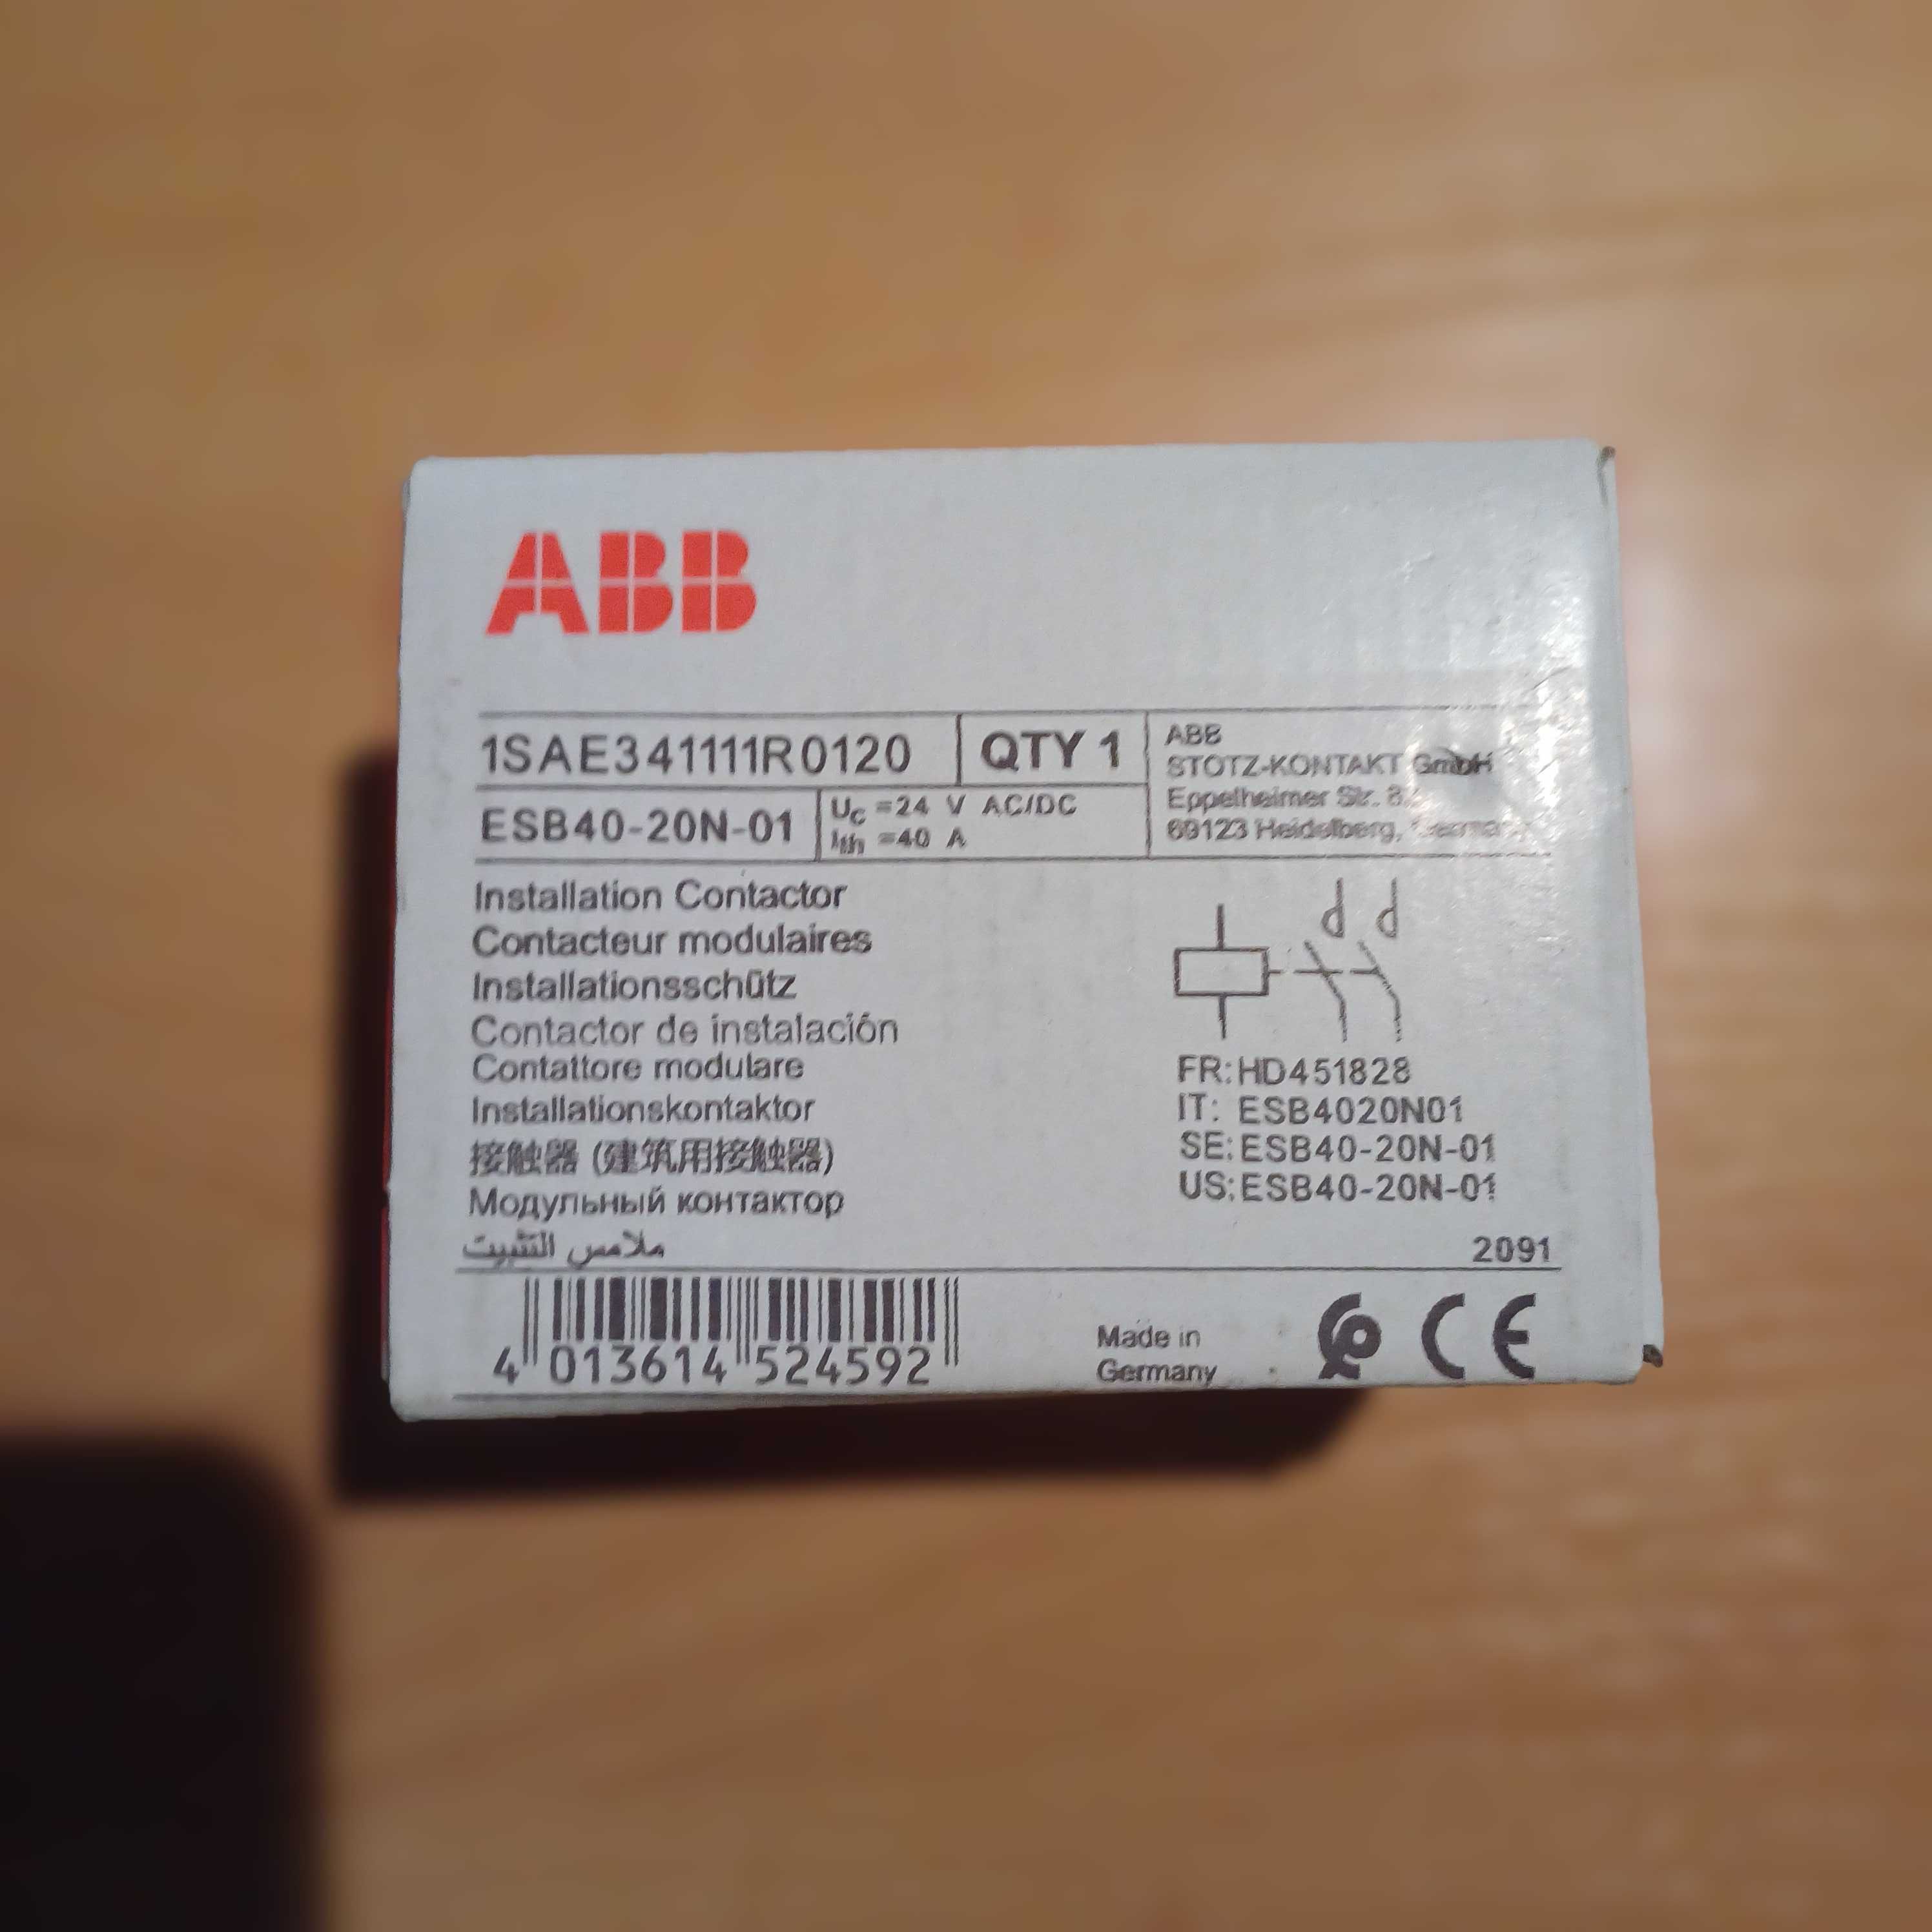 ABB
1SAE341111R0120
QTY 1
ABB
STOTZ-KONTAKT GmbH
Eppelheimer Str.
69123 Heidelberg, Germany
ESB40-20N-01
Uc =24 V AC/DC
Ith =40 A
Installation Contactor
Contacteur modulaires
Installationsschütz
Contactor de instalación
Contattore modulare
Installationskontaktor
接触器 (建筑用接触器)
Модульный контактор
ملامس التثبيت
FR:HD451828
IT: ESB4020N01
SE:ESB40-20N-01
US:ESB40-20N-01
2091
4 013614 524592
Made in
Germany
CE